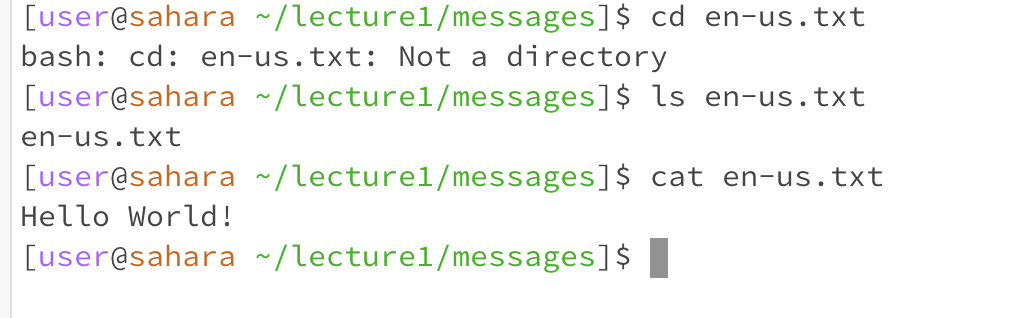 [user@sahara ~/lecture1/messages]$ cd en-us.txt
bash: cd: en-us.txt: Not a directory
[user@sahara ~/lecture1/messages]$ ls en-us.txt
en-us.txt
[user@sahara ~/lecture1/messages]$ cat en-us.txt
Hello World!
[user@sahara ~/lecture1/messages]$